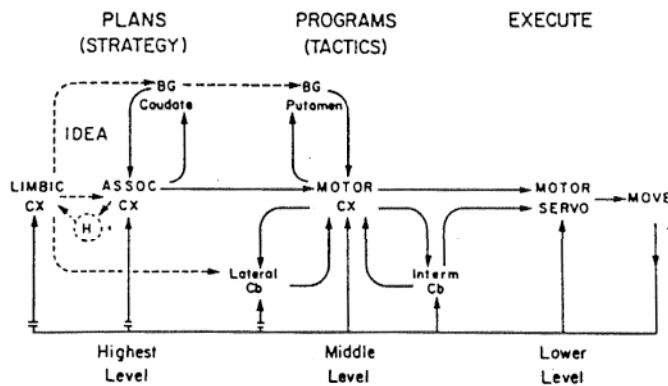 PLANS
(STRATEGY)
PROGRAMS
(TACTICS)
EXECUTE
BG
Caudate
BG
Putamen
IDEA
LIMBIC
CX
ASSOC
CX
H
MOTOR
CX
MOTOR
SERVO
MOVE
Lateral
Cb
Interm
Cb
Highest
Level
Middle
Level
Lower
Level